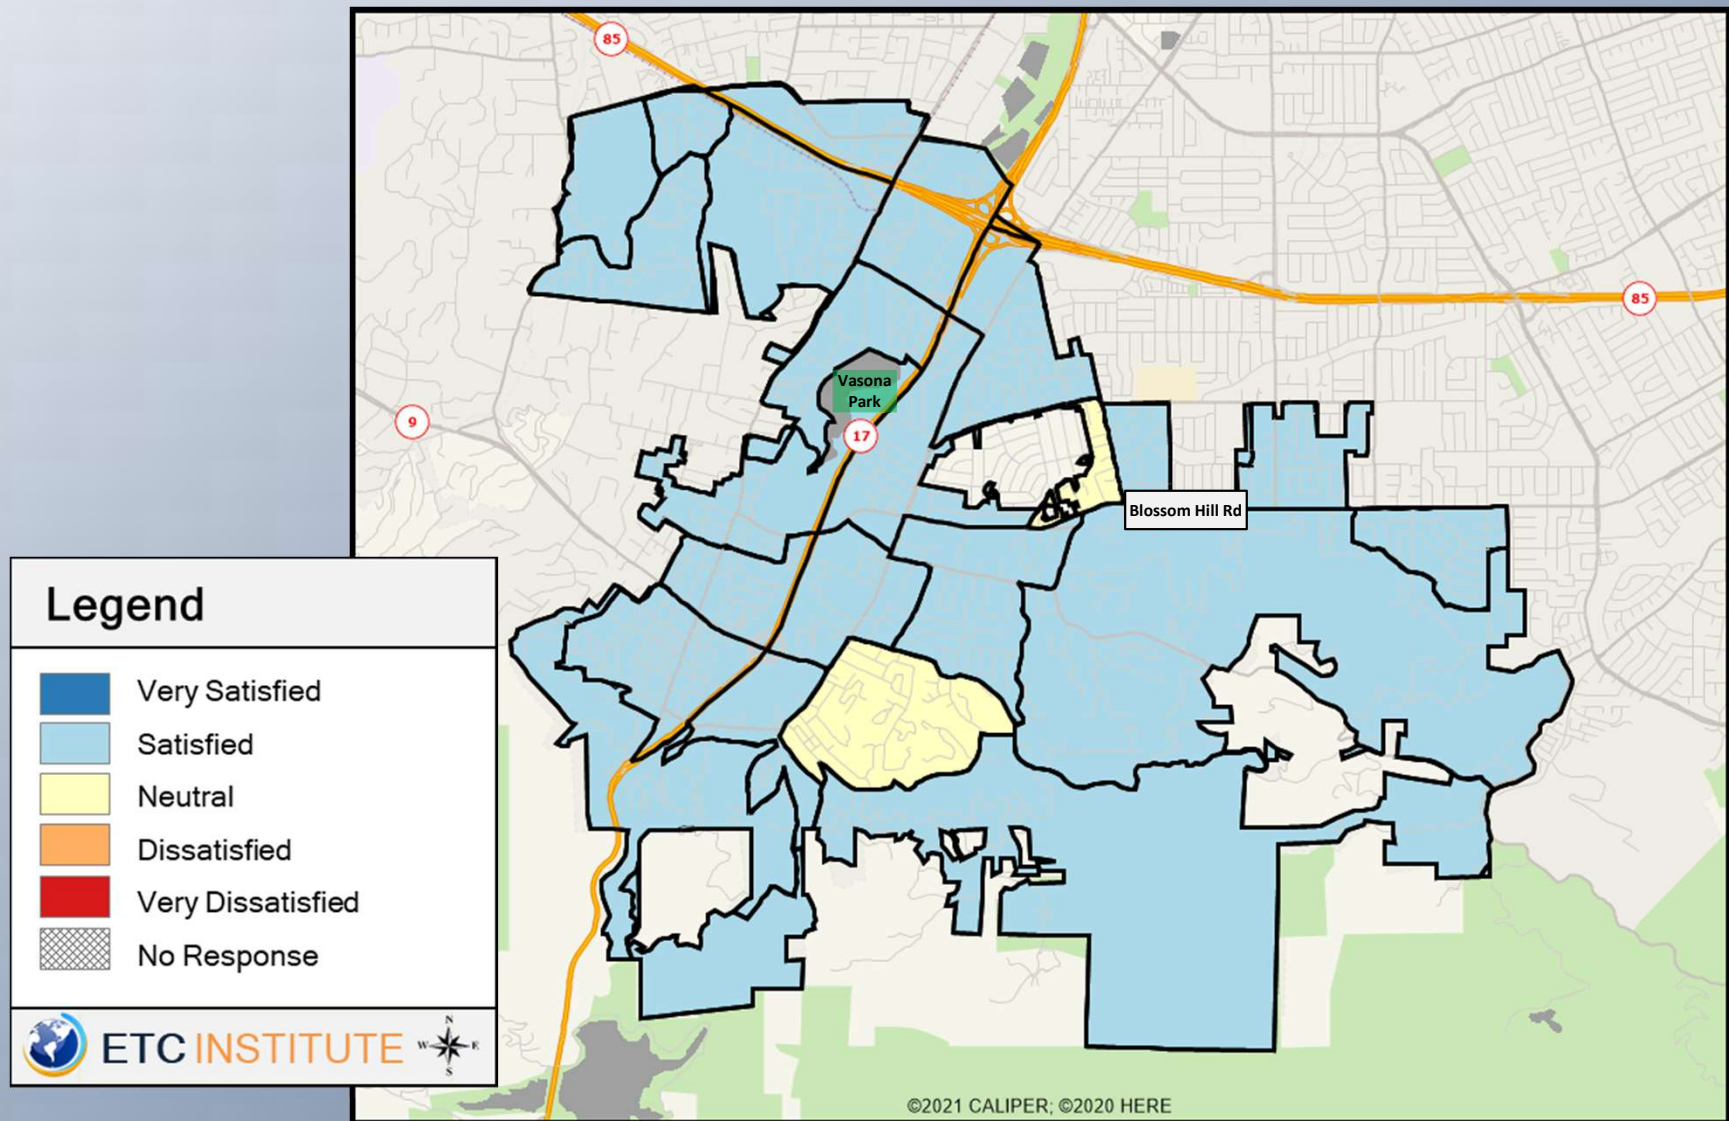 85
85
9
Vasona
Park
17
Blossom Hill Rd
Legend
Very Satisfied
Satisfied
Neutral
Dissatisfied
Very Dissatisfied
No Response
ETC INSTITUTE
N
W
E
S
©2021 CALIPER; ©2020 HERE